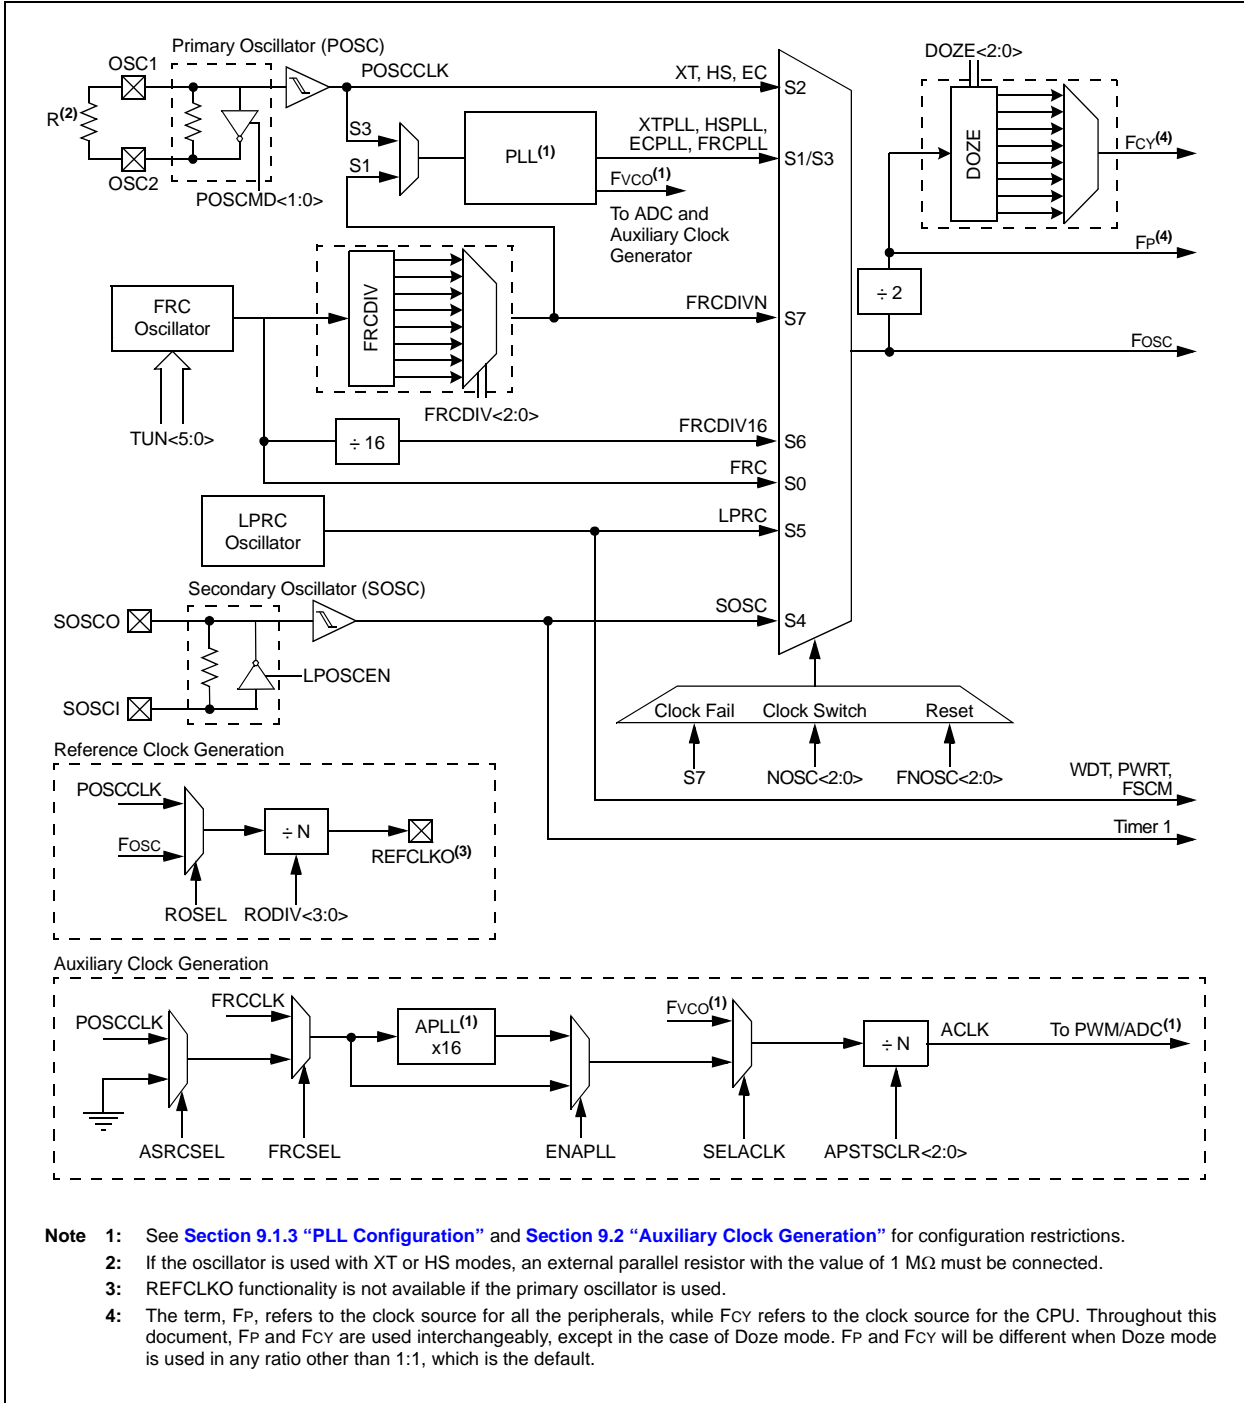 Primary Oscillator (POSC)
OSC1
POSCCLK
XT, HS, EC
S2
DOZE<2:0>
R(2)
S3
S1
PLL(1)
XTPLL, HSPLL,
ECPLL, FRCPLL
S1/S3
DOZE
FCY(4)
OSC2
POSCMD<1:0>
FVCO(1)
To ADC and
Auxiliary Clock
Generator
FP(4)
÷ 2
FRC
Oscillator
FRCDIV
FRCDIVN
S7
FOSC
TUN<5:0>
FRCDIV<2:0>
÷ 16
FRCDIV16
S6
FRC
S0
LPRC
Oscillator
LPRC
S5
Secondary Oscillator (SOSC)
SOSCO
SOSC
S4
LPOSCEN
SOSCI
Clock Fail
Clock Switch
Reset
S7
NOSC<2:0>
FNOSC<2:0>
WDT, PWRT,
FSCM
Timer 1
Reference Clock Generation
POSCCLK
FOSC
÷ N
REFCLKO(3)
ROSEL
RODIV<3:0>
Auxiliary Clock Generation
FRCCLK
POSCCLK
APLL(1)
x16
FVCO(1)
÷ N
ACLK
To PWM/ADC(1)
ASRCSEL
FRCSEL
ENAPLL
SELACLK
APSTSCLR<2:0>
Note 1: See Section 9.1.3 “PLL Configuration” and Section 9.2 “Auxiliary Clock Generation” for configuration restrictions.
2: If the oscillator is used with XT or HS modes, an external parallel resistor with the value of 1 MΩ must be connected.
3: REFCLKO functionality is not available if the primary oscillator is used.
4: The term, FP, refers to the clock source for all the peripherals, while FCY refers to the clock source for the CPU. Throughout this
document, FP and FCY are used interchangeably, except in the case of Doze mode. FP and FCY will be different when Doze mode
is used in any ratio other than 1:1, which is the default.